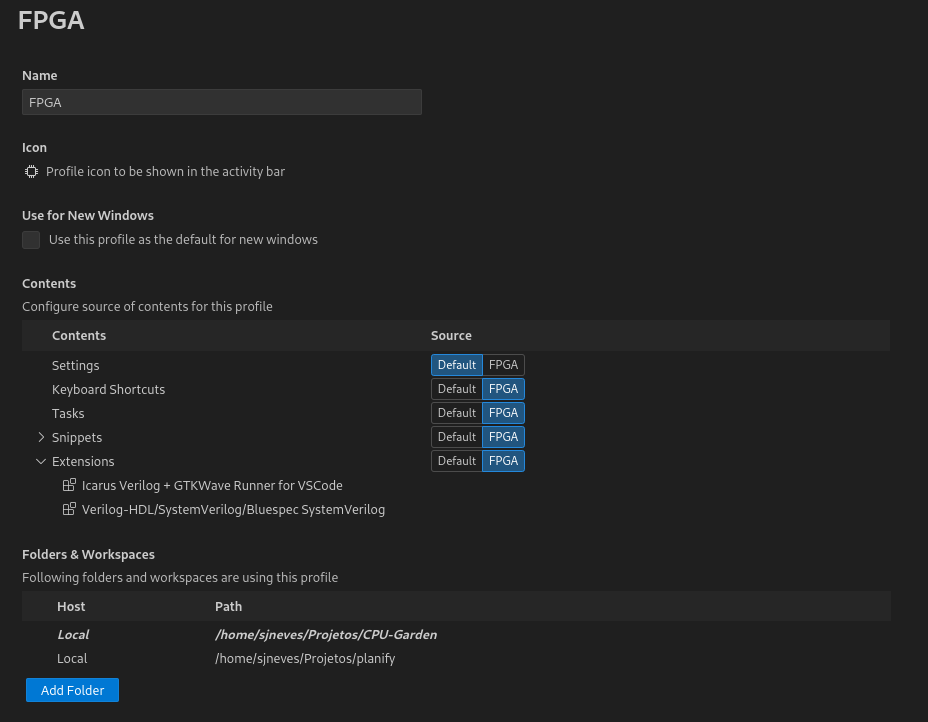 FPGA
Name
FPGA
Icon
Profile icon to be shown in the activity bar
Use for New Windows
Use this profile as the default for new windows
Contents
Configure source of contents for this profile
Contents Source
Settings Default FPGA
Keyboard Shortcuts Default FPGA
Tasks Default FPGA
Snippets Default FPGA
Extensions Default FPGA
Icarus Verilog + GTKWave Runner for VSCode
Verilog-HDL/SystemVerilog/Bluespec SystemVerilog
Folders & Workspaces
Following folders and workspaces are using this profile
Host Path
Local /home/sjneves/Projetos/CPU-Garden
Local /home/sjneves/Projetos/planify
Add Folder